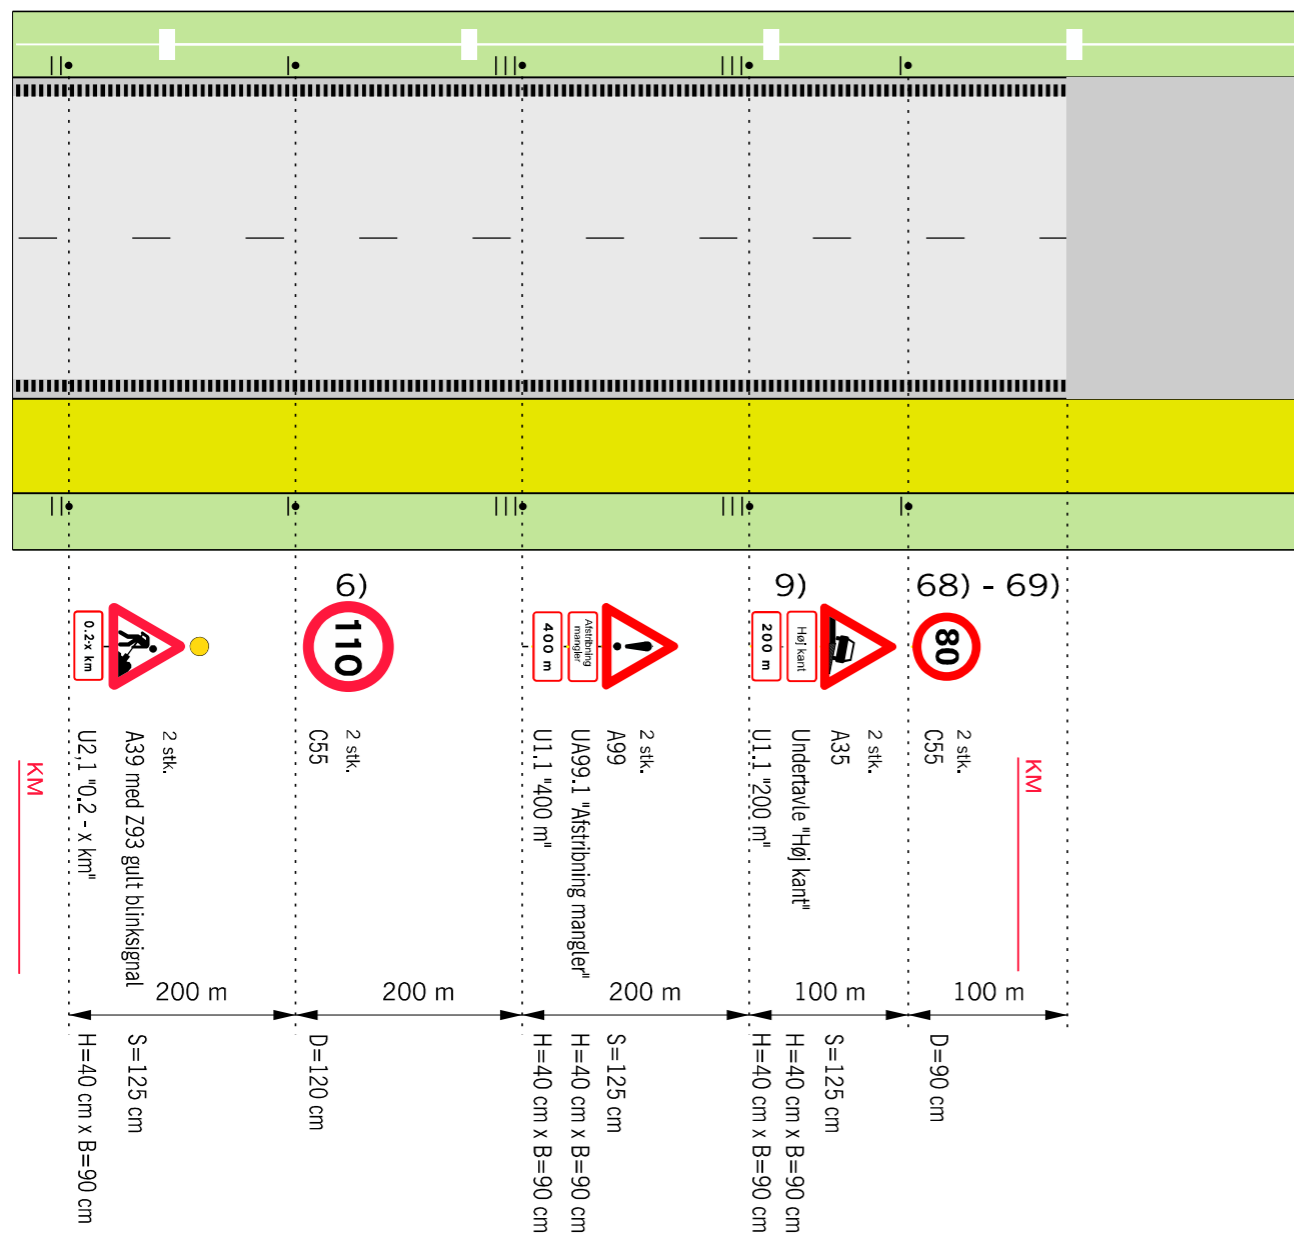 6)
9)
68) - 69)
0.2-x km
110
400 m
Afstribning
mangler
200 m
Høj kant
80
KM
2 stk.
A39 med Z93 gult blinksignal
U2,1 "0.2 - x km"
2 stk.
C55
2 stk.
A99
UA99.1 "Afstribning mangler"
U1.1 "400 m"
2 stk.
A35
Undertavle "Høj kant"
U1.1 "200 m"
2 stk.
C55
KM
200 m
200 m
200 m
100 m
100 m
S=125 cm
H=40 cm x B=90 cm
D=120 cm
S=125 cm
H=40 cm x B=90 cm
H=40 cm x B=90 cm
S=125 cm
H=40 cm x B=90 cm
H=40 cm x B=90 cm
D=90 cm